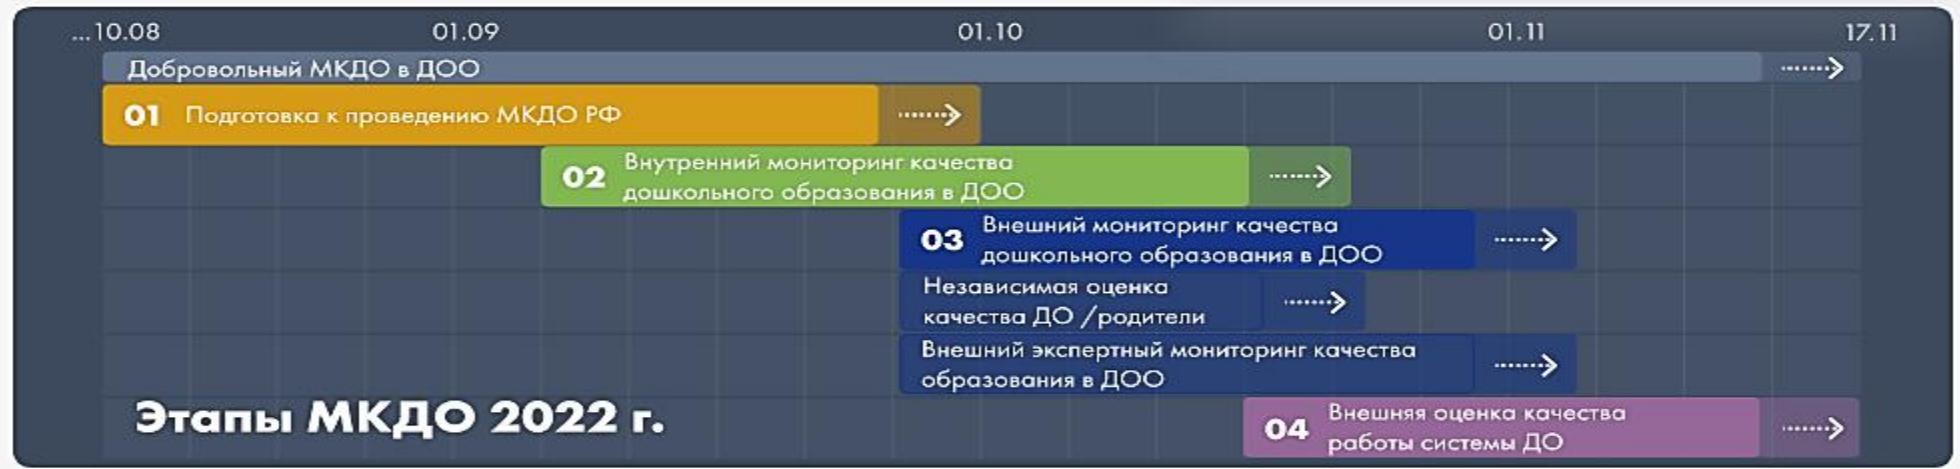 ...10.08 01.09 01.10 01.11 17.11
Добровольный МКДО в ДОО
01 Подготовка к проведению МКДО РФ
02 Внутренний мониторинг качества
дошкольного образования в ДОО
03 Внешний мониторинг качества
дошкольного образования в ДОО
Независимая оценка
качества ДО /родители
Внешний экспертный мониторинг качества
образования в ДОО
04 Внешняя оценка качества
работы системы ДО
Этапы МКДО 2022 г.